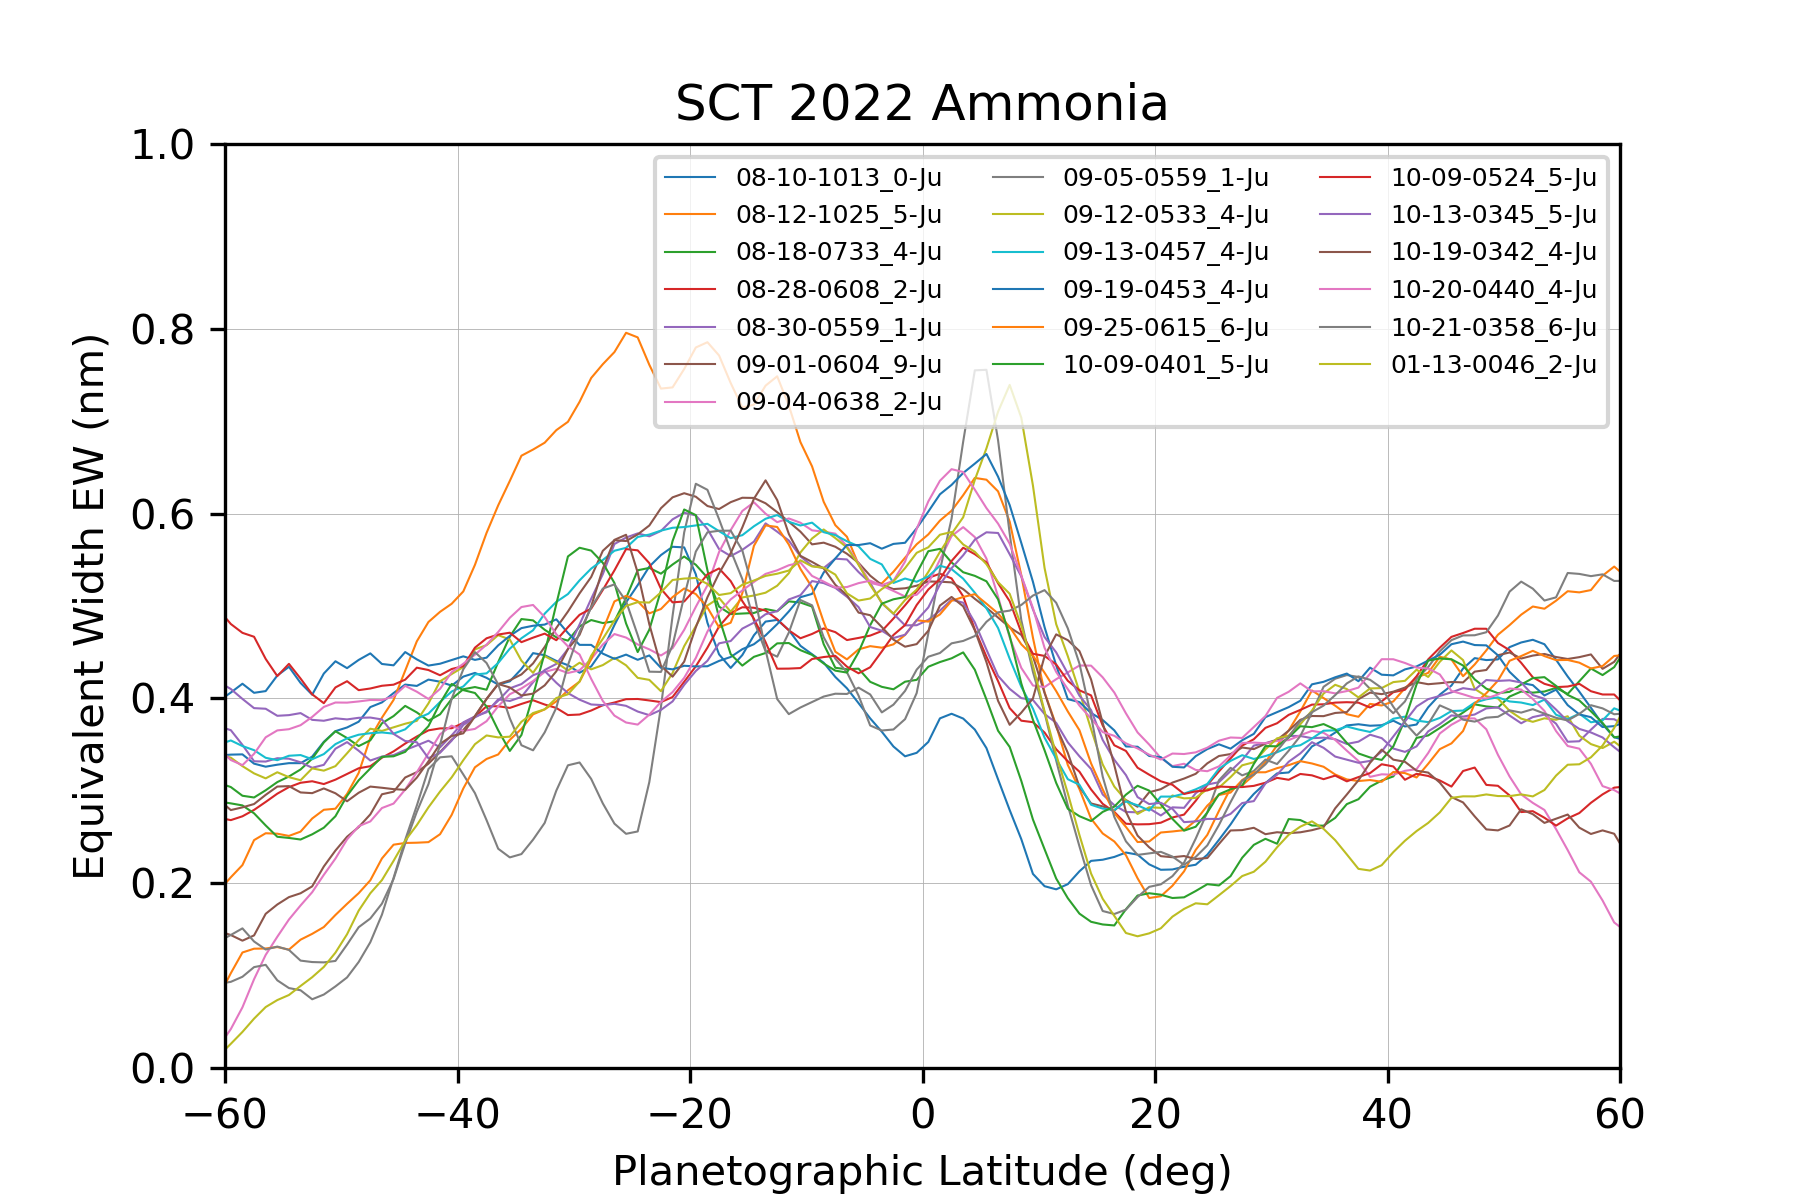 SCT 2022 Ammonia
1.0
0.8
0.6
0.4
0.2
0.0
Equivalent Width EW (nm)
08-10-1013_0-Ju
08-12-1025_5-Ju
08-18-0733_4-Ju
08-28-0608_2-Ju
08-30-0559_1-Ju
09-01-0604_9-Ju
09-04-0638_2-Ju
09-05-0559_1-Ju
09-12-0533_4-Ju
09-13-0457_4-Ju
09-19-0453_4-Ju
09-25-0615_6-Ju
10-09-0401_5-Ju
10-09-0524_5-Ju
10-13-0345_5-Ju
10-19-0342_4-Ju
10-20-0440_4-Ju
10-21-0358_6-Ju
01-13-0046_2-Ju
−60 −40 −20 0 20 40 60
Planetographic Latitude (deg)